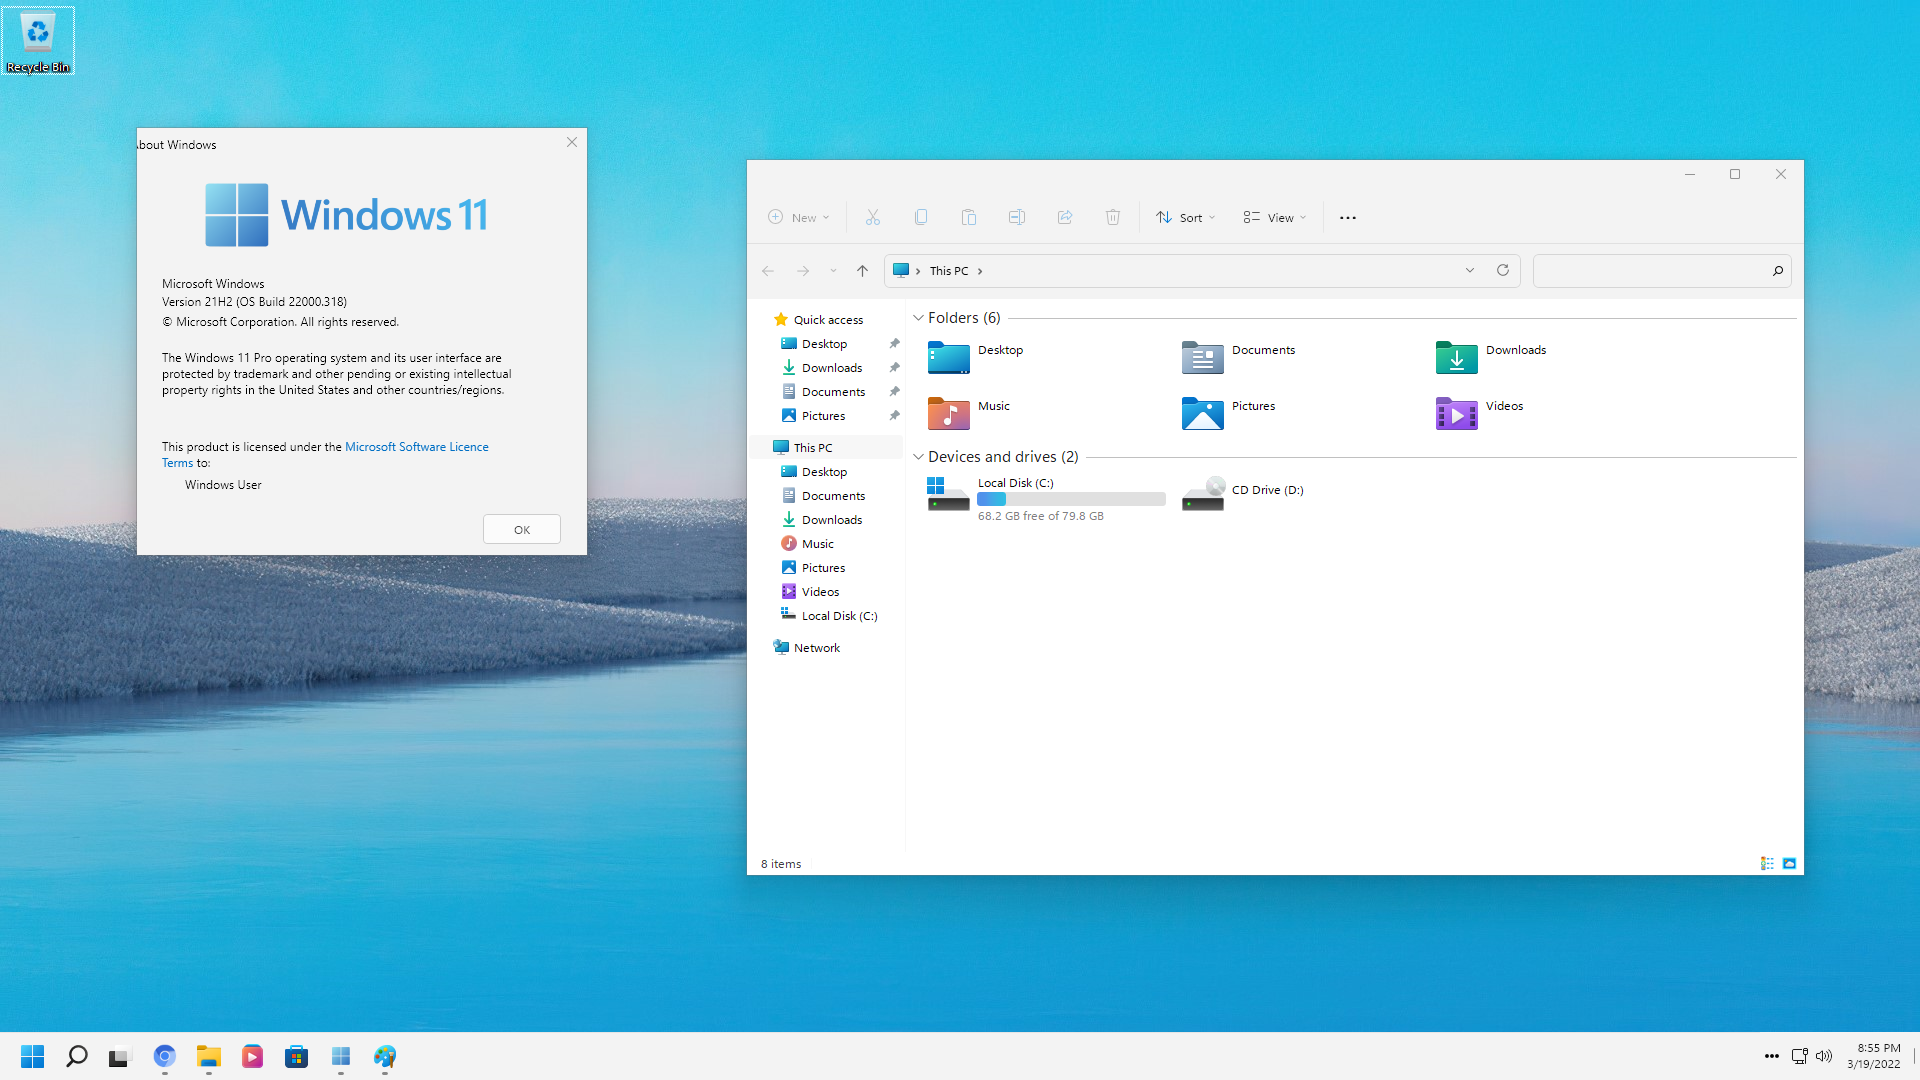 Recycle Bin
About Windows
Windows 11
Microsoft Windows
Version 21H2 (OS Build 22000.318)
© Microsoft Corporation. All rights reserved.
The Windows 11 Pro operating system and its user interface are
protected by trademark and other pending or existing intellectual
property rights in the United States and other countries/regions.
This product is licensed under the Microsoft Software Licence
Terms to:
Windows User
OK
New
Sort
View
This PC
Quick access
Desktop
Downloads
Documents
Pictures
This PC
Desktop
Documents
Downloads
Music
Pictures
Videos
Local Disk (C:)
Network
Folders (6)
Desktop
Documents
Downloads
Music
Pictures
Videos
Devices and drives (2)
Local Disk (C:)
68.2 GB free of 79.8 GB
CD Drive (D:)
8 items
8:55 PM
3/19/2022